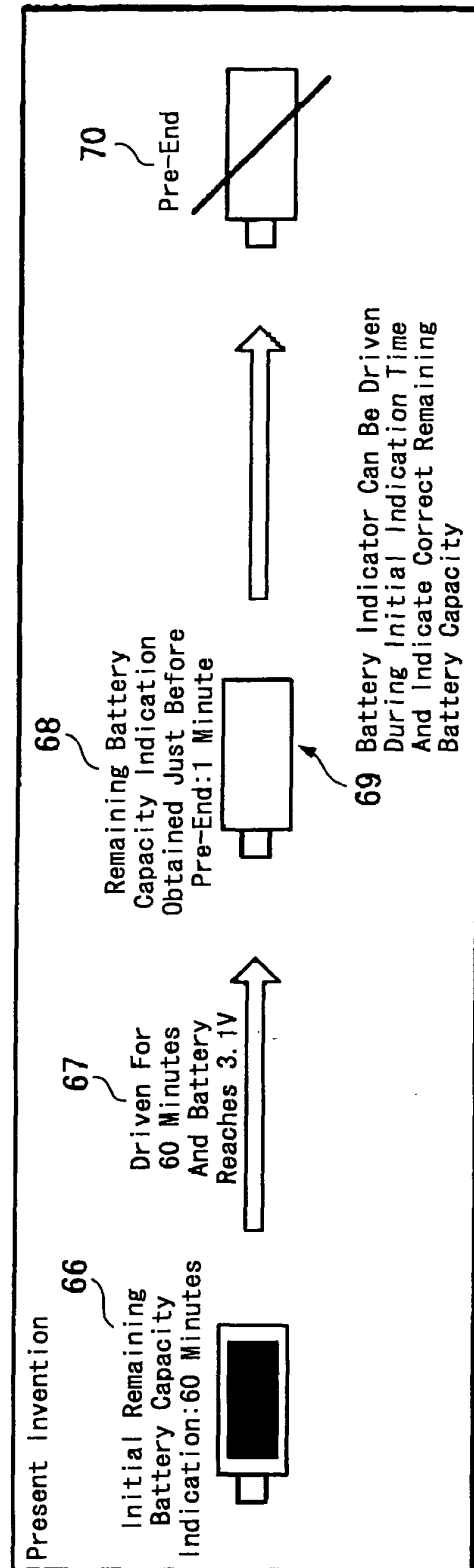 Present Invention
66
Initial Remaining
Battery Capacity
Indication:60 Minutes
67
Driven For
60 Minutes
And Battery
Reaches 3.1V
68
Remaining Battery
Capacity Indication
Obtained Just Before
Pre-End:1 Minute
69
Battery Indicator Can Be Driven
During Initial Indication Time
And Indicate Correct Remaining
Battery Capacity
70
Pre-End